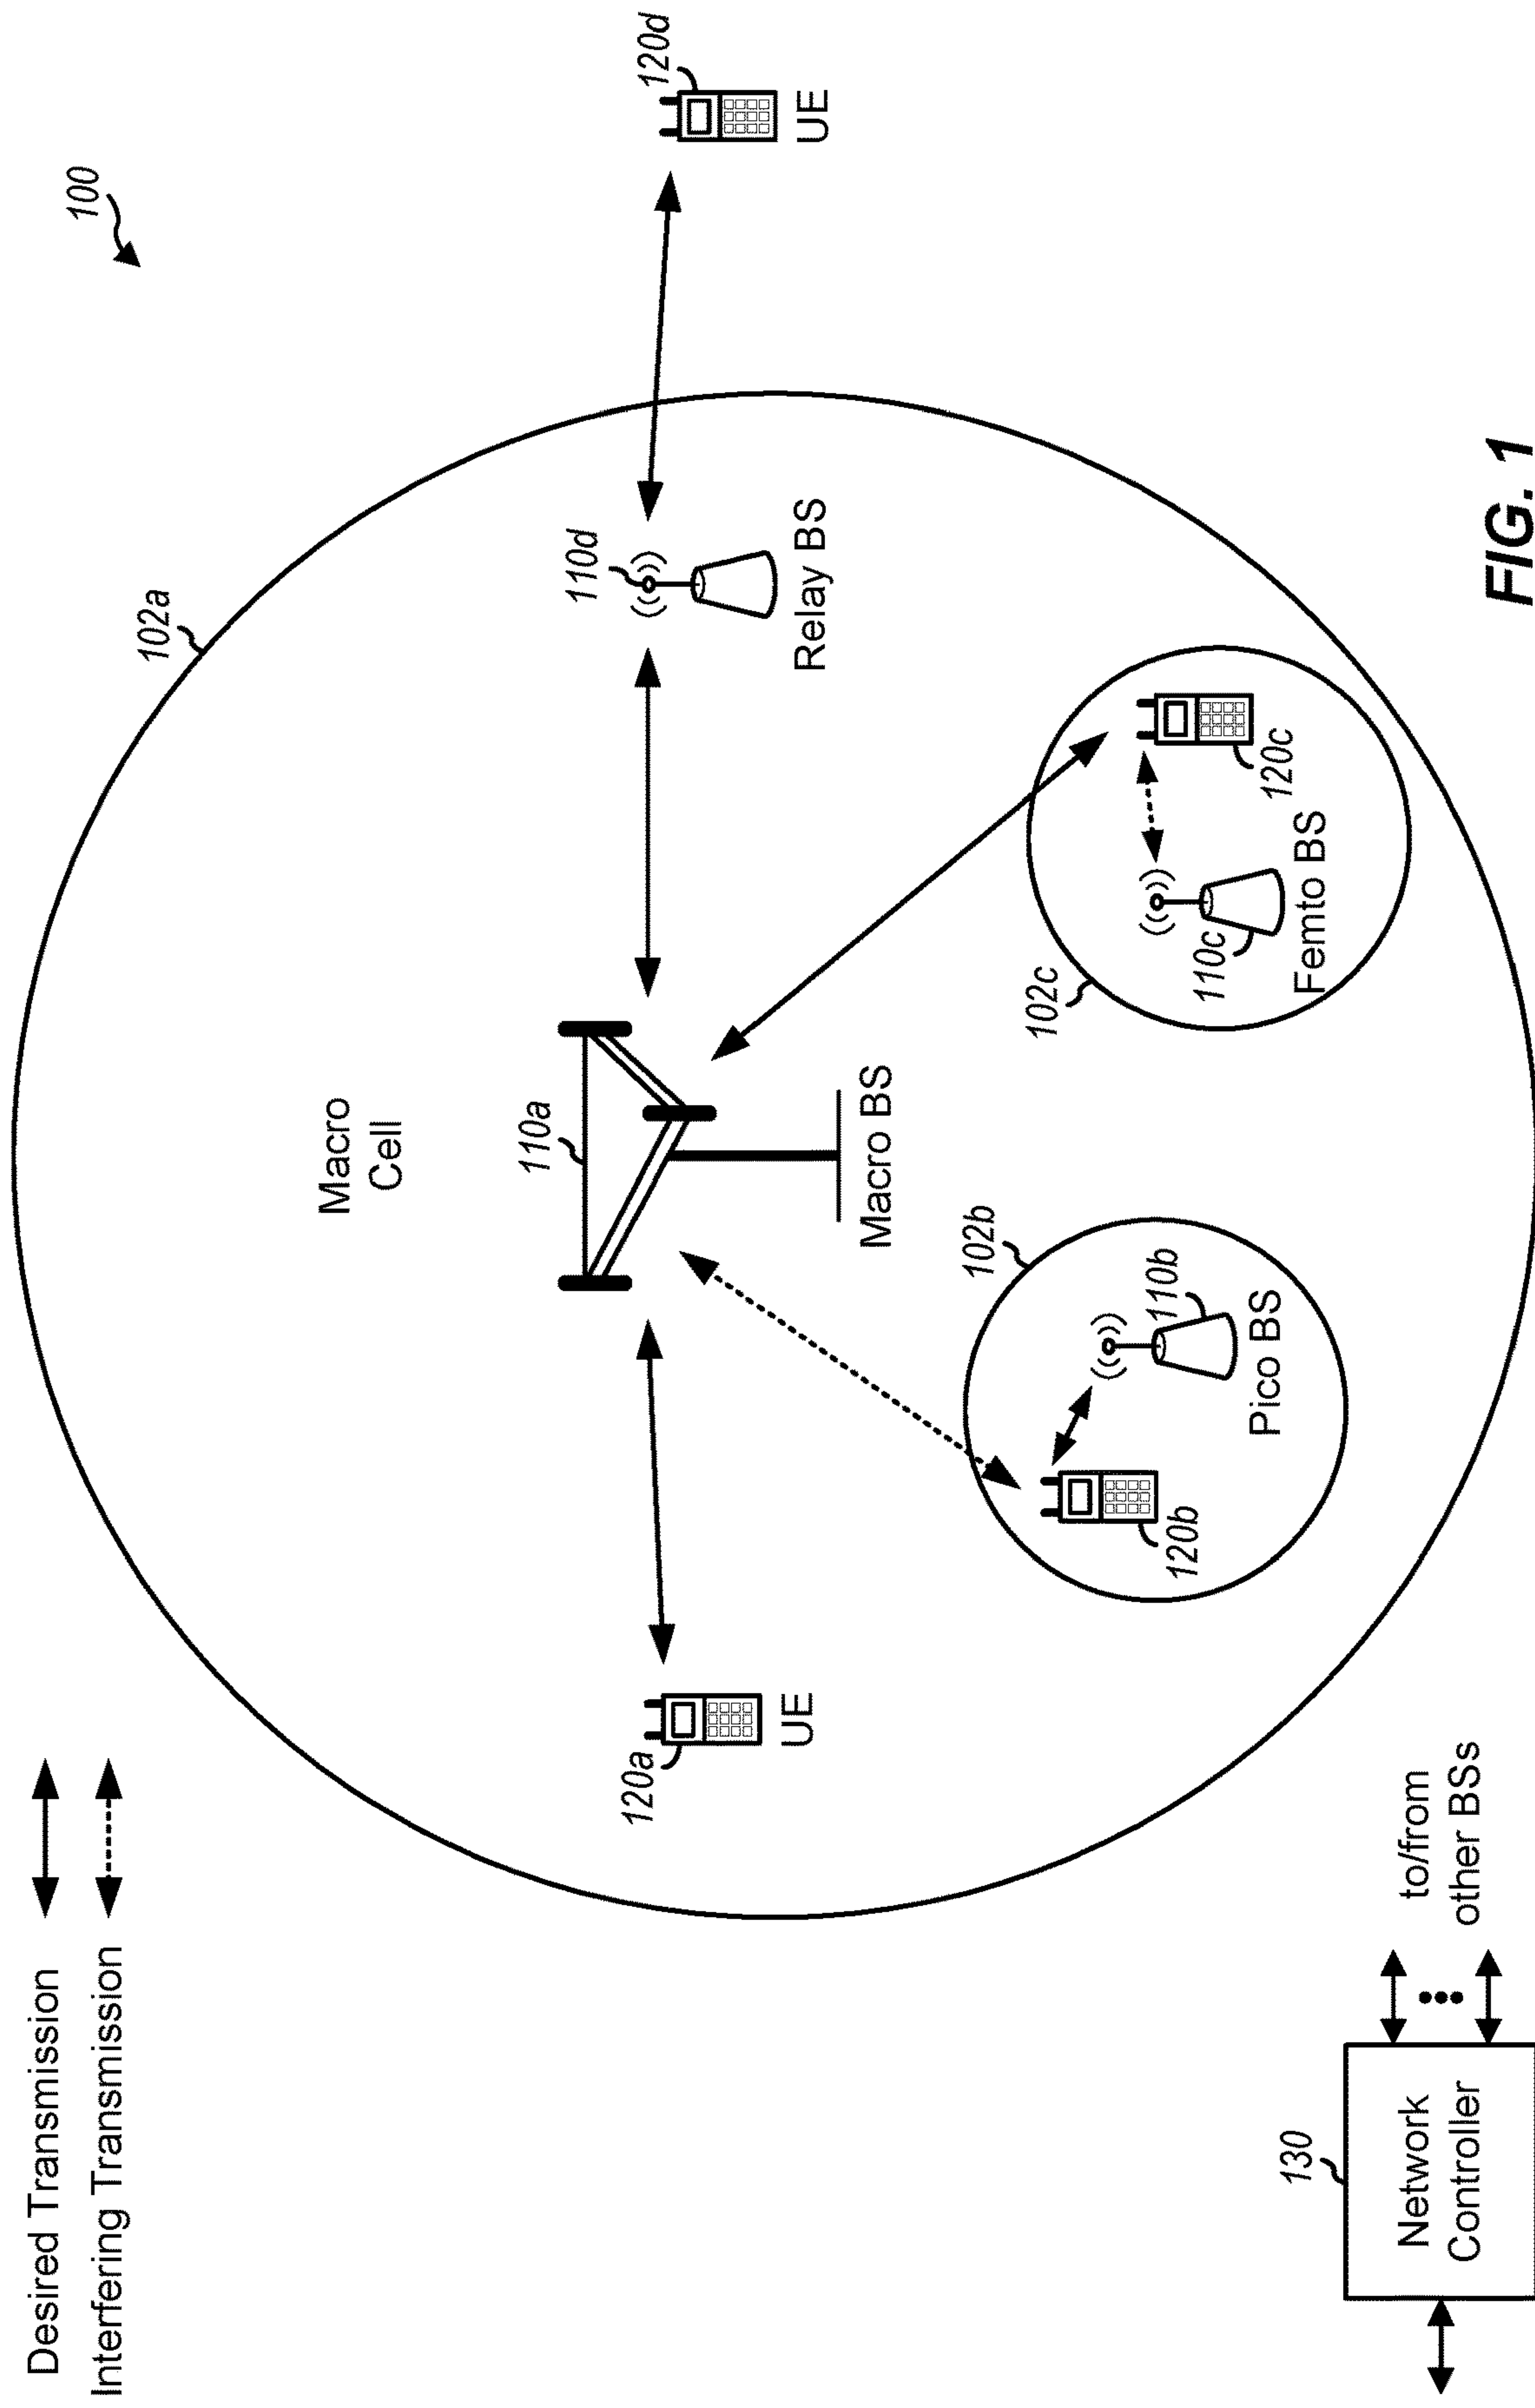 Desired Transmission
Interfering Transmission
100
102a
Macro
Cell
110a
Macro BS
120a
UE
110d
Relay BS
120d
UE
102b
110b
Pico BS
120b
102c
110c
Femto BS
120c
130
Network
Controller
to/from
other BSs
FIG. 1